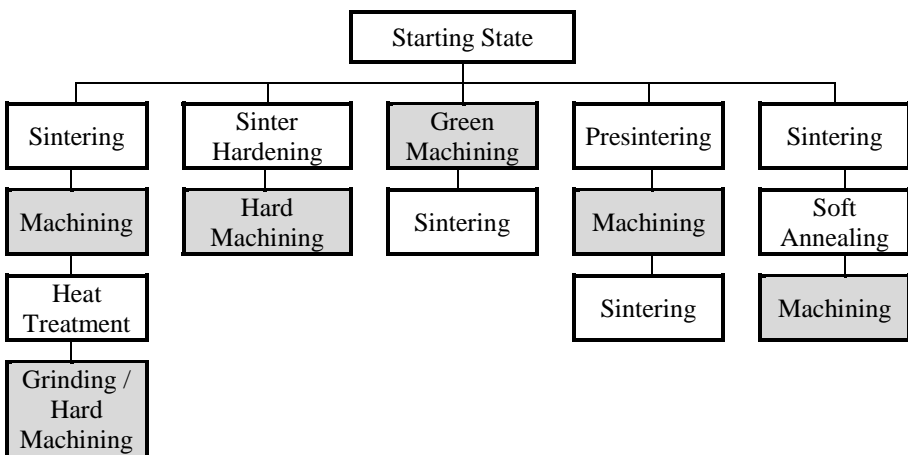 Starting State
Sintering
Machining
Heat
Treatment
Grinding /
Hard
Machining
Sinter
Hardening
Hard
Machining
Green
Machining
Sintering
Presintering
Machining
Sintering
Sintering
Soft
Annealing
Machining